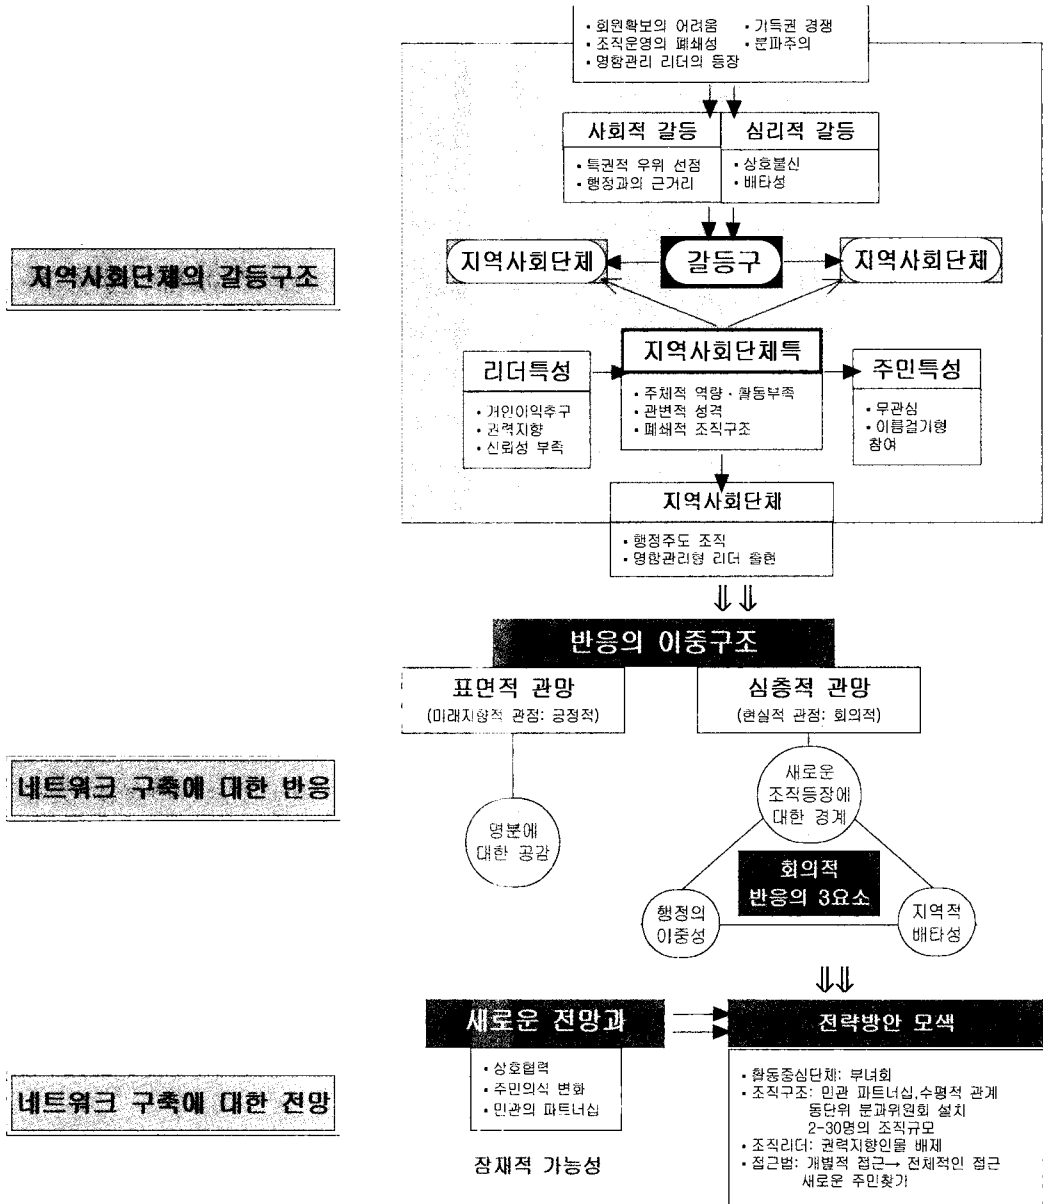 • 회원확보의 어려움 • 기득권 경쟁
• 조직운영의 폐쇄성 • 분파주의
• 명함관리 리더의 등장
사회적 갈등
심리적 갈등
• 특권적 우위 선점
• 행정과의 근거리
• 상호불신
• 배타성
지역사회단체의 갈등구조
지역사회단체
갈등구
지역사회단체
리더특성
• 개인이익추구
• 권력지향
• 신뢰성 부족
지역사회단체특
• 주체적 역량·활동부족
• 관변적 성격
• 폐쇄적 조직구조
주민특성
• 무관심
• 이름걸기형
참여
지역사회단체
• 행정주도 조직
• 명함관리형 리더 출현
반응의 이중구조
표면적 관망
(미래지향적 관점: 긍정적)
심층적 관망
(현실적 관점: 회의적)
네트워크 구축에 대한 반응
명분에
대한 공감
새로운
조직등장에
대한 경계
회의적
반응의 3요소
행정의
이중성
지역적
배타성
네트워크 구축에 대한 전망
새로운 전망과
• 상호협력
• 주민의식 변화
• 민관의 파트너십
잠재적 가능성
전략방안 모색
• 활동중심단체: 부녀회
• 조직구조: 민관 파트너십,수평적 관계
동단위 분과위원회 설치
2-30명의 조직규모
• 조직리더: 권력지향인물 배제
• 접근법: 개별적 접근→ 전체적인 접근
새로운 주민찾기